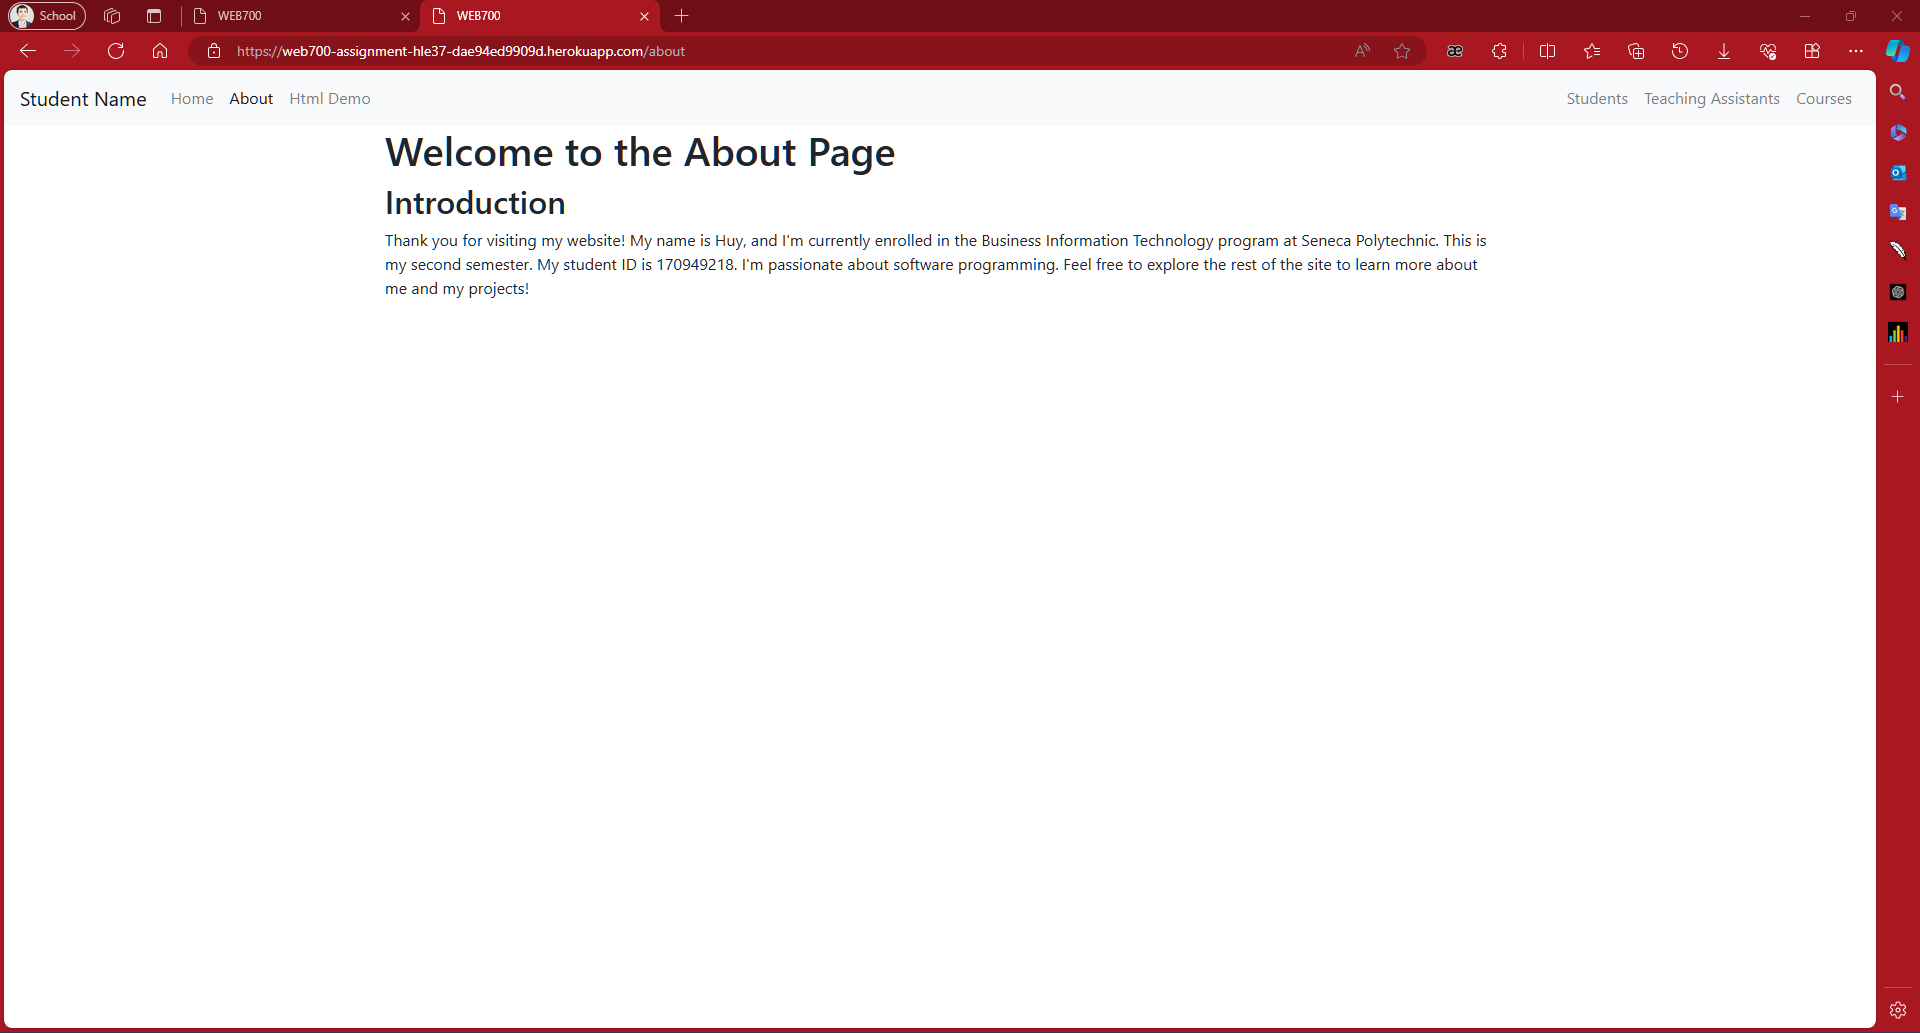 School
WEB700
WEB700
https://web700-assignment-hle37-dae94ed9909d.herokuapp.com/about
Student Name Home About Html Demo Students Teaching Assistants Courses
Welcome to the About Page
Introduction
Thank you for visiting my website! My name is Huy, and I'm currently enrolled in the Business Information Technology program at Seneca Polytechnic. This is
my second semester. My student ID is 170949218. I'm passionate about software programming. Feel free to explore the rest of the site to learn more about
me and my projects!